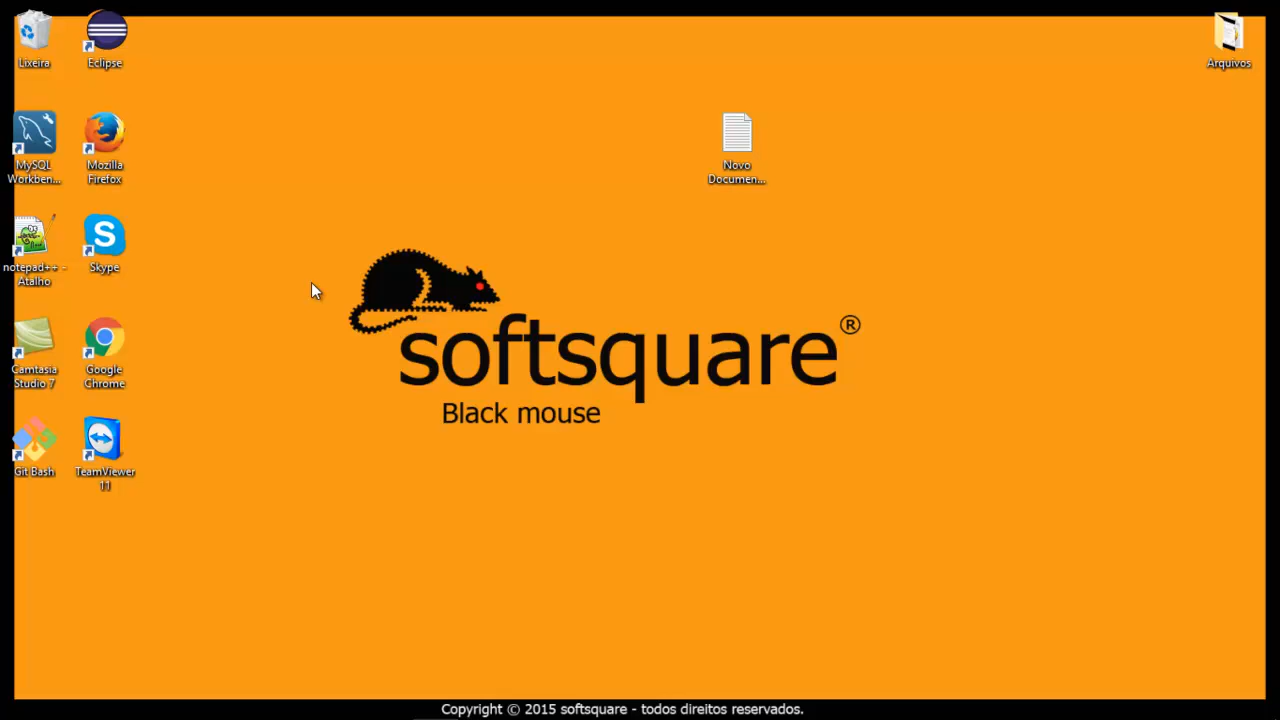 Lixeira
Eclipse
Arquivos
MySQL
Workben...
Mozilla
Firefox
Novo
Documen...
notepad++ -
Atalho
S
Skype
softsquare®
Black mouse
Camtasia
Studio 7
Google
Chrome
Git Bash
TeamViewer
11
Copyright © 2015 softsquare - todos direitos reservados.